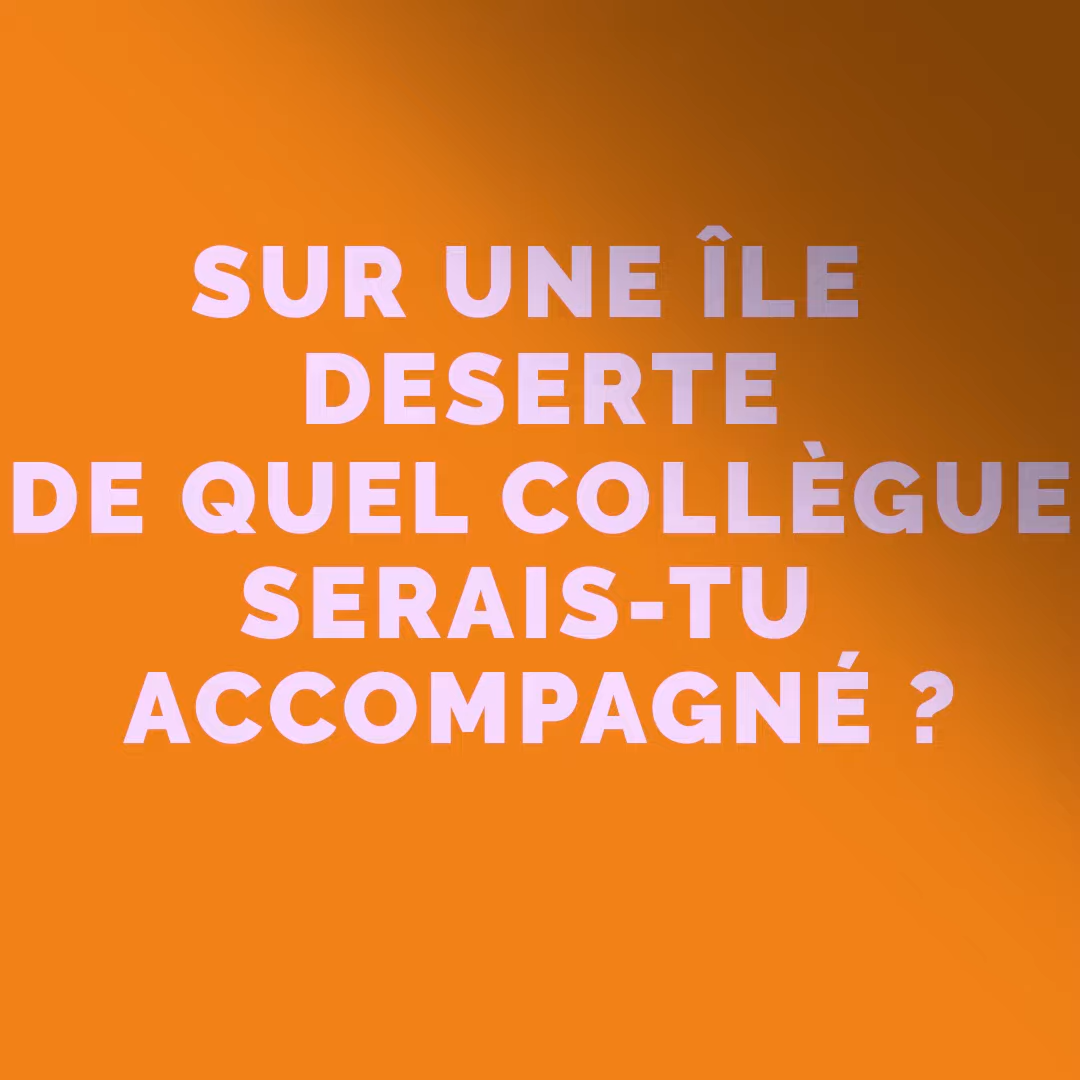 SUR UNE ÎLE
DESERTE
DE QUEL COLLÈGUE
SERAIS-TU
ACCOMPAGNÉ ?